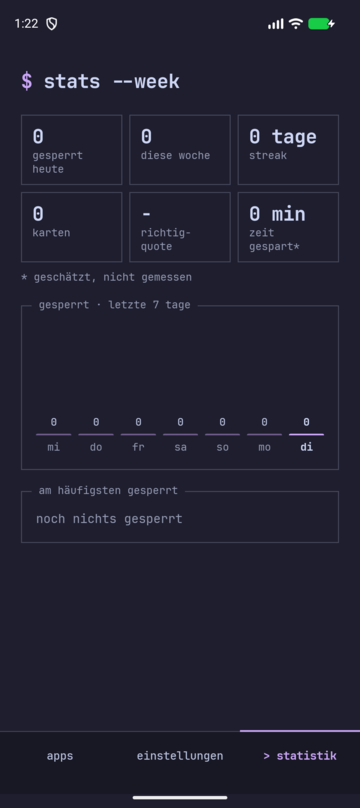 1:22
$ stats --week
0
gesperrt
heute
0
diese woche
0 tage
streak
0
karten
-
richtig-
quote
0 min
zeit
gespart*
* geschätzt, nicht gemessen
gesperrt · letzte 7 tage
0 0 0 0 0 0 0
mi do fr sa so mo di
am häufigsten gesperrt
noch nichts gesperrt
apps einstellungen > statistik